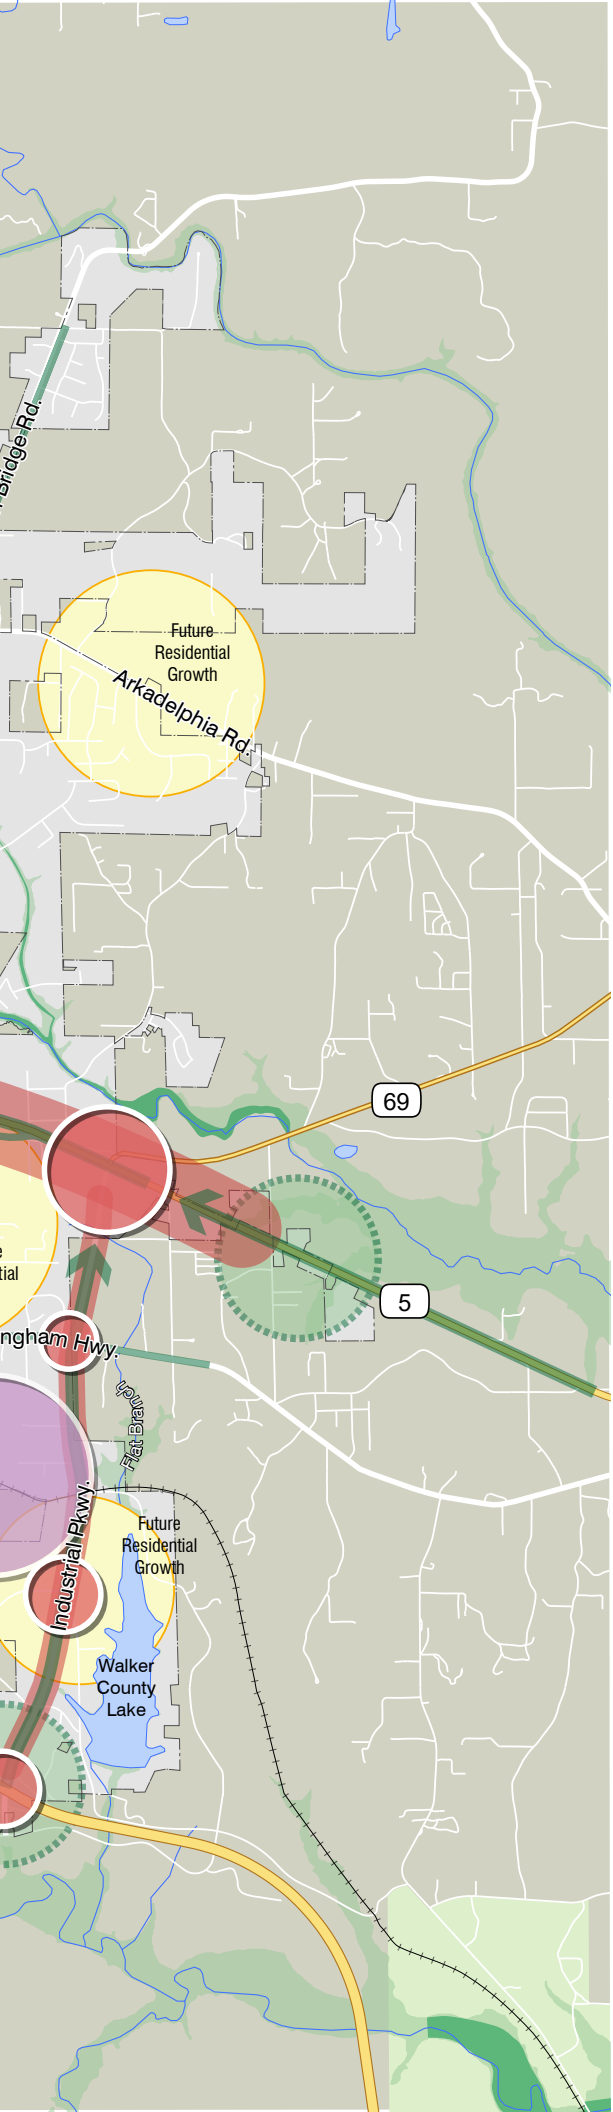 Bridge Rd.
Future
Residential
Growth
Arkadelphia Rd.
69
5
tial
ngham Hwy.
Flat Branch
Industrial Pkwy.
Future
Residential
Growth
Walker
County
Lake